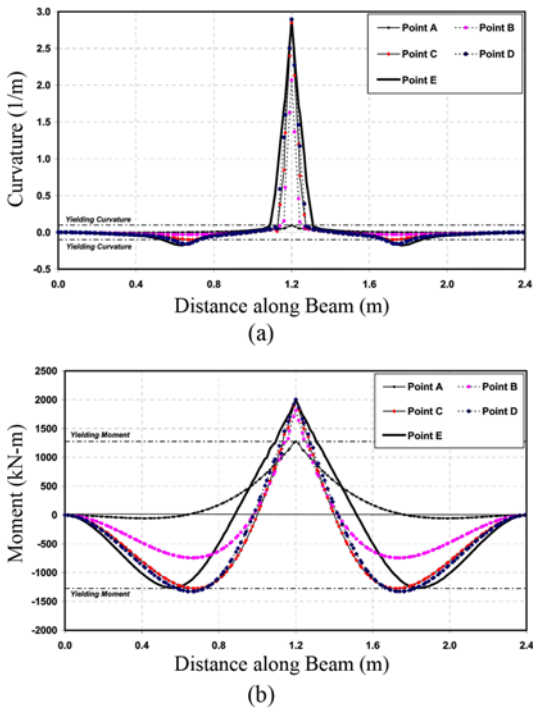 3.0
2.5
2.0
1.5
1.0
0.5
0.0
-0.5
Curvature (1/m)
Point A
Point B
Point C
Point D
Point E
Yielding Curvature
Yielding Curvature
0.0 0.4 0.8 1.2 1.6 2.0 2.4
Distance along Beam (m)
(a)
2500
2000
1500
1000
500
0
-500
-1000
-1500
-2000
Moment (kN-m)
Point A
Point B
Point C
Point D
Point E
Yielding Moment
Yielding Moment
0.0 0.4 0.8 1.2 1.6 2.0 2.4
Distance along Beam (m)
(b)